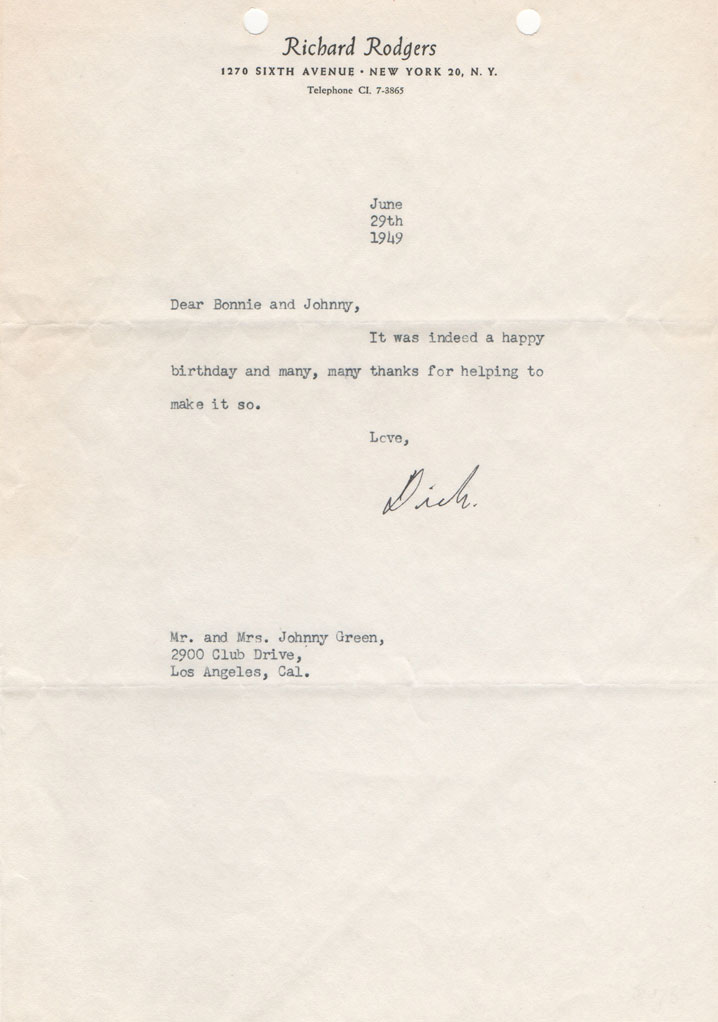 Richard Rodgers
1270 SIXTH AVENUE • NEW YORK 20, N. Y.
Telephone CI. 7-3865
June
29th
1949
Dear Bonnie and Johnny,
It was indeed a happy
birthday and many, many thanks for helping to
make it so.
Love,
Dick.
Mr. and Mrs. Johnny Green,
2900 Club Drive,
Los Angeles, Cal.